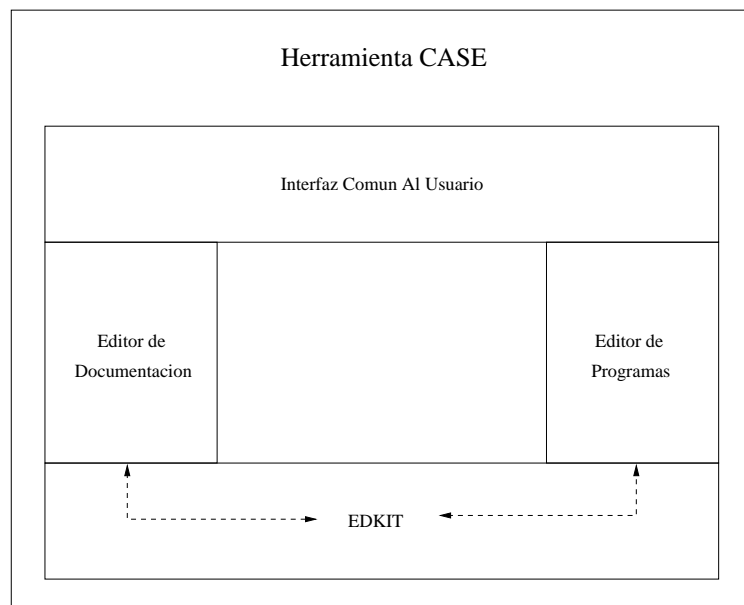 Herramienta CASE
Interfaz Comun Al Usuario
Editor de
Documentacion
Editor de
Programas
EDKIT